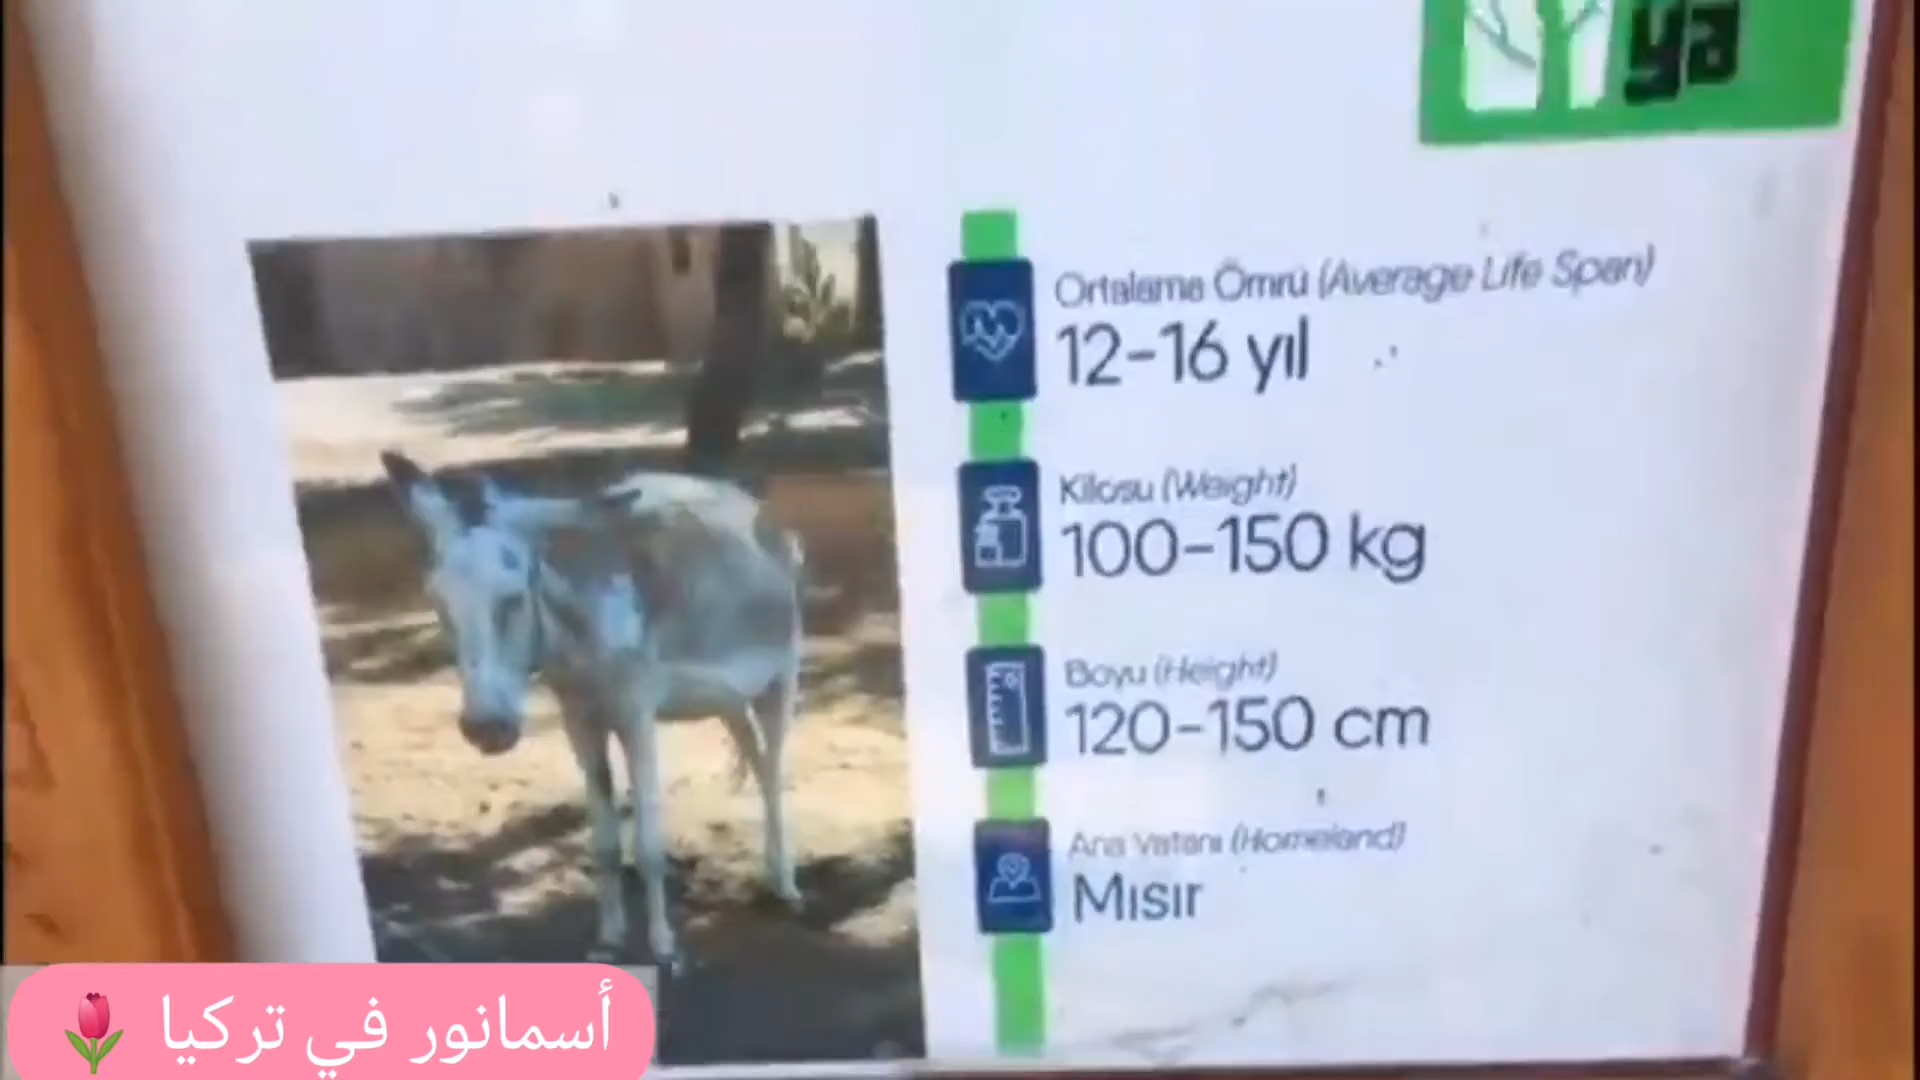 ya
Ortalama Ömrü (Average Life Span)
12-16 yıl
Kilosu (Weight)
100-150 kg
Boyu (Height)
120-150 cm
Ana Vatanı (Homeland)
Mısır
أسمانور في تركيا